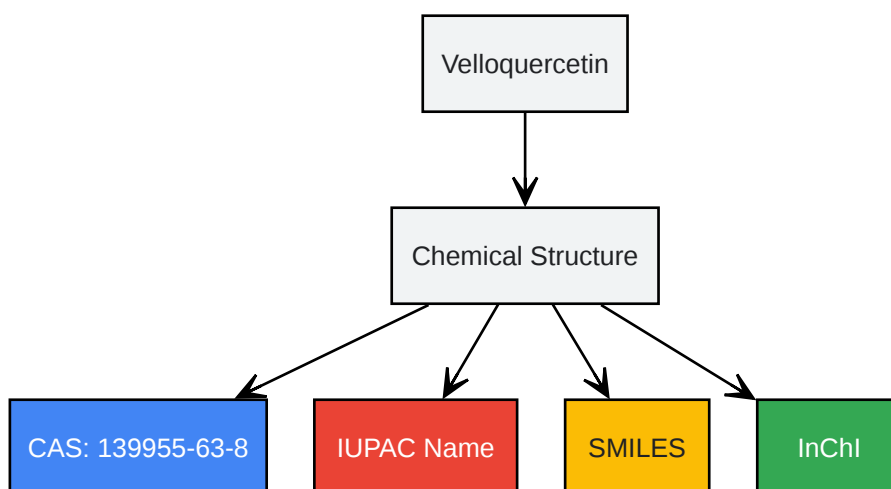 Velloquercetin
Chemical Structure
CAS: 139955-63-8
IUPAC Name
SMILES
InChI